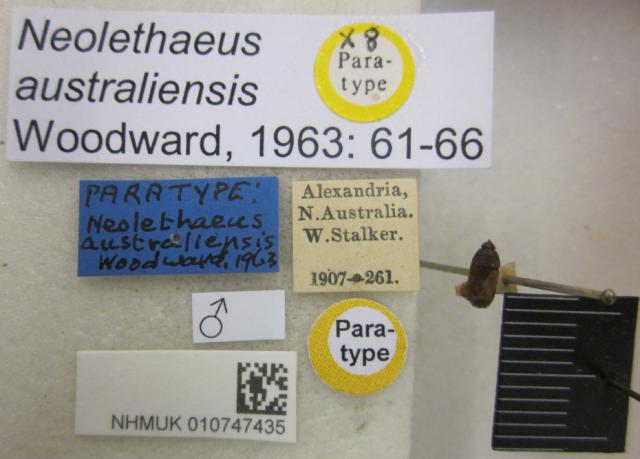 Neolethaeus
australiensis
Woodward, 1963: 61-66
X 8
Para-
type
PARATYPE:
Neolethaeus
australiensis
Woodward, 1963
Alexandria,
N. Australia.
W. Stalker.
1907-261.
♂
Para-
type
NHMUK 010747435